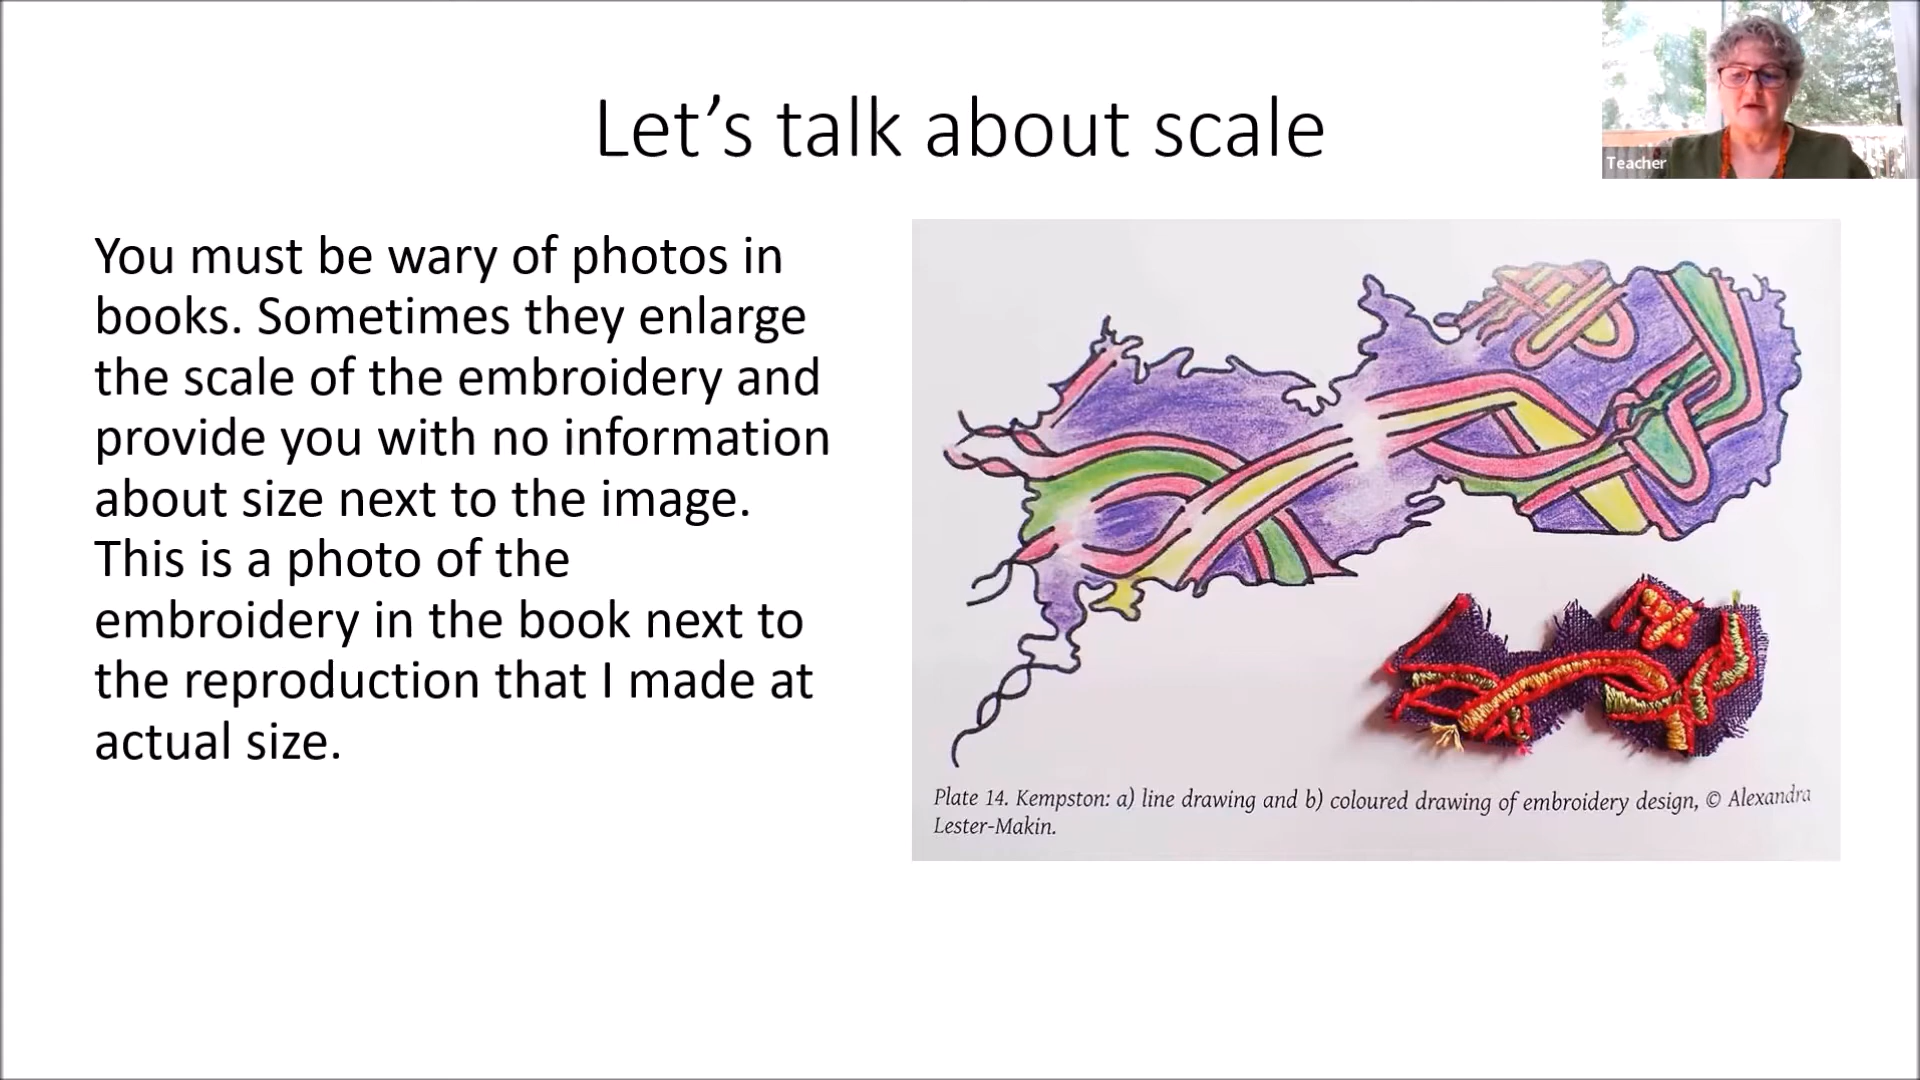 Let’s talk about scale
Teacher
You must be wary of photos in
books. Sometimes they enlarge
the scale of the embroidery and
provide you with no information
about size next to the image.
This is a photo of the
embroidery in the book next to
the reproduction that I made at
actual size.
Plate 14. Kempston: a) line drawing and b) coloured drawing of embroidery design, © Alexandra
Lester-Makin.